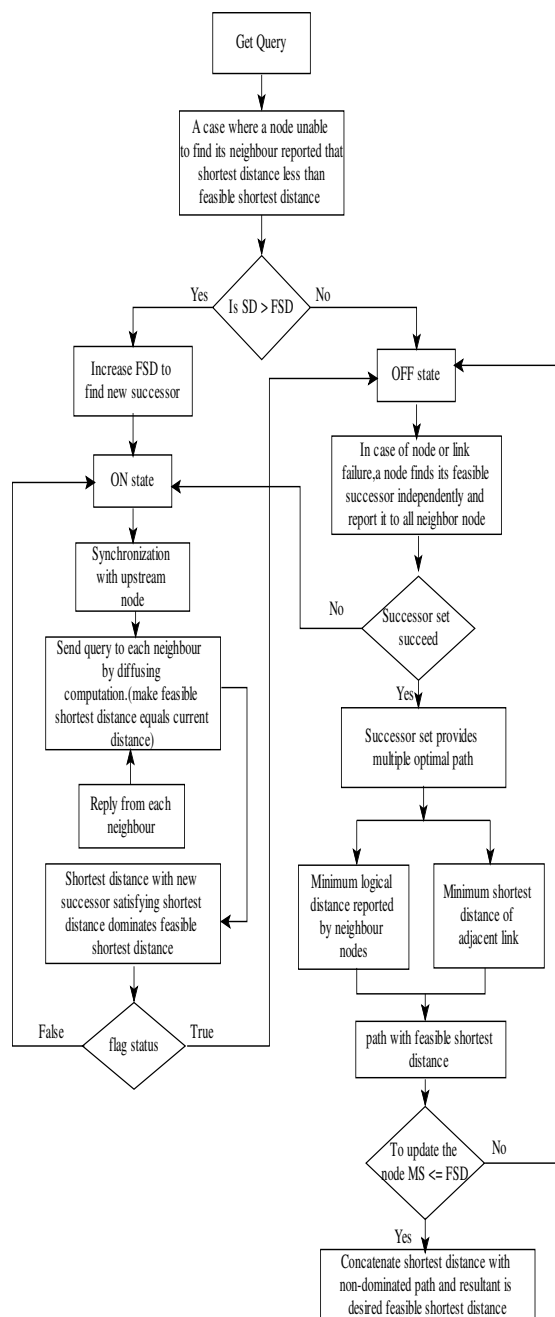 Get Query
A case where a node unable
to find its neighbour reported that
shortest distance less than
feasible shortest distance
Yes
Is SD > FSD
No
Increase FSD to
find new successor
OFF state
ON state
In case of node or link
failure,a node finds its feasible
successor independently and
report it to all neighbor node
Synchronization
with upstream
node
No
Successor set
succeed
Send query to each neighbour
by diffusing
computation.(make feasible
shortest distance equals current
distance)
Yes
Successor set provides
multiple optimal path
Reply from each
neighbour
Shortest distance with new
successor satisfying shortest
distance dominates feasible
shortest distance
Minimum logical
distance reported
by neighbour
nodes
Minimum shortest
distance of
adjacent link
False
flag status
True
path with feasible shortest
distance
To update the
node MS <= FSD
No
Yes
Concatenate shortest distance with
non-dominated path and resultant is
desired feasible shortest distance